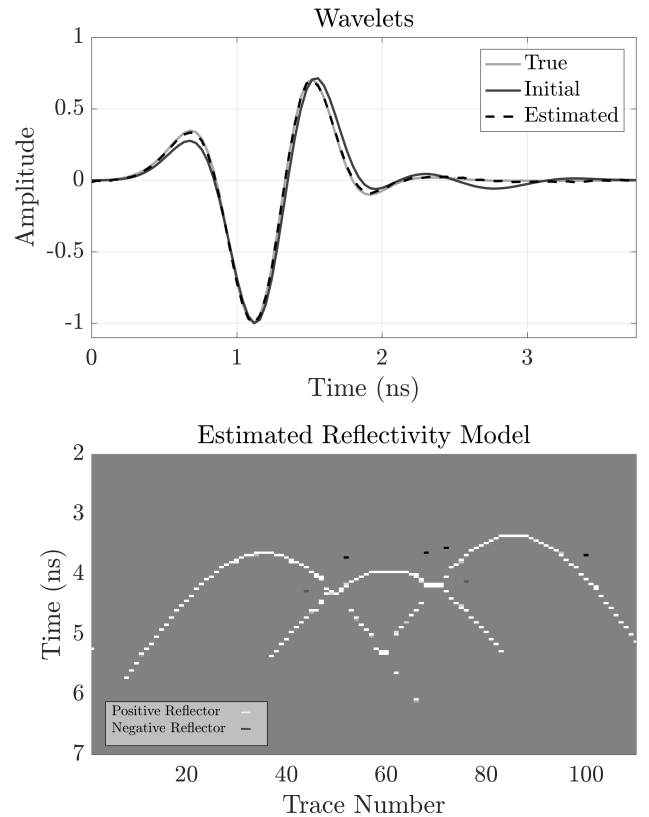 Wavelets
1
0.5
0
-0.5
-1
Amplitude
True
Initial
Estimated
0 1 2 3
Time (ns)
Estimated Reflectivity Model
2
3
4
5
6
7
Time (ns)
Positive Reflector
Negative Reflector
20 40 60 80 100
Trace Number